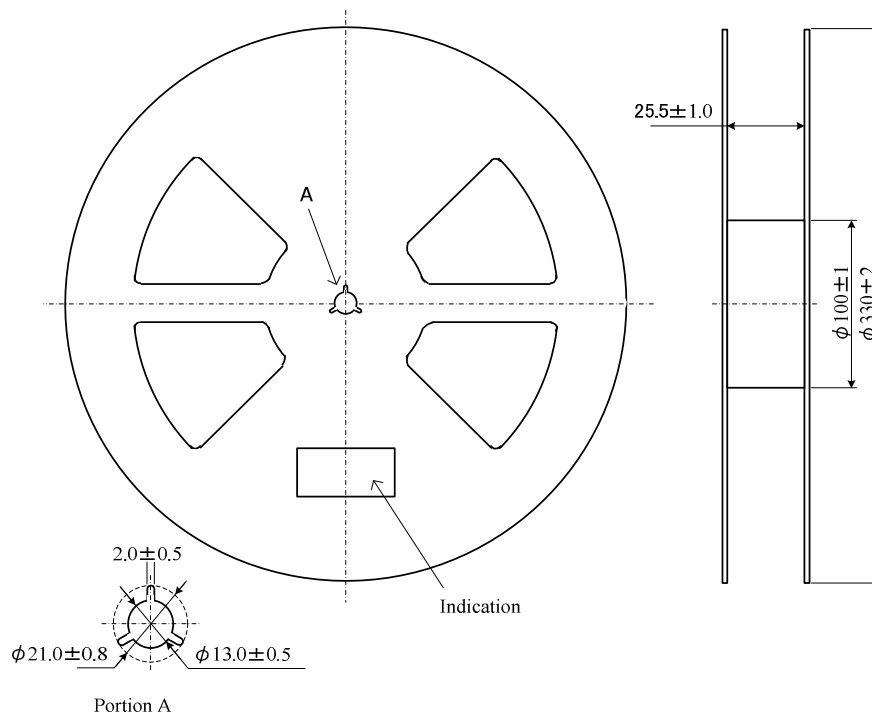 A
25.5±1.0
ϕ100±1
ϕ330±2
2.0±0.5
Indication
ϕ21.0±0.8
ϕ13.0±0.5
Portion A